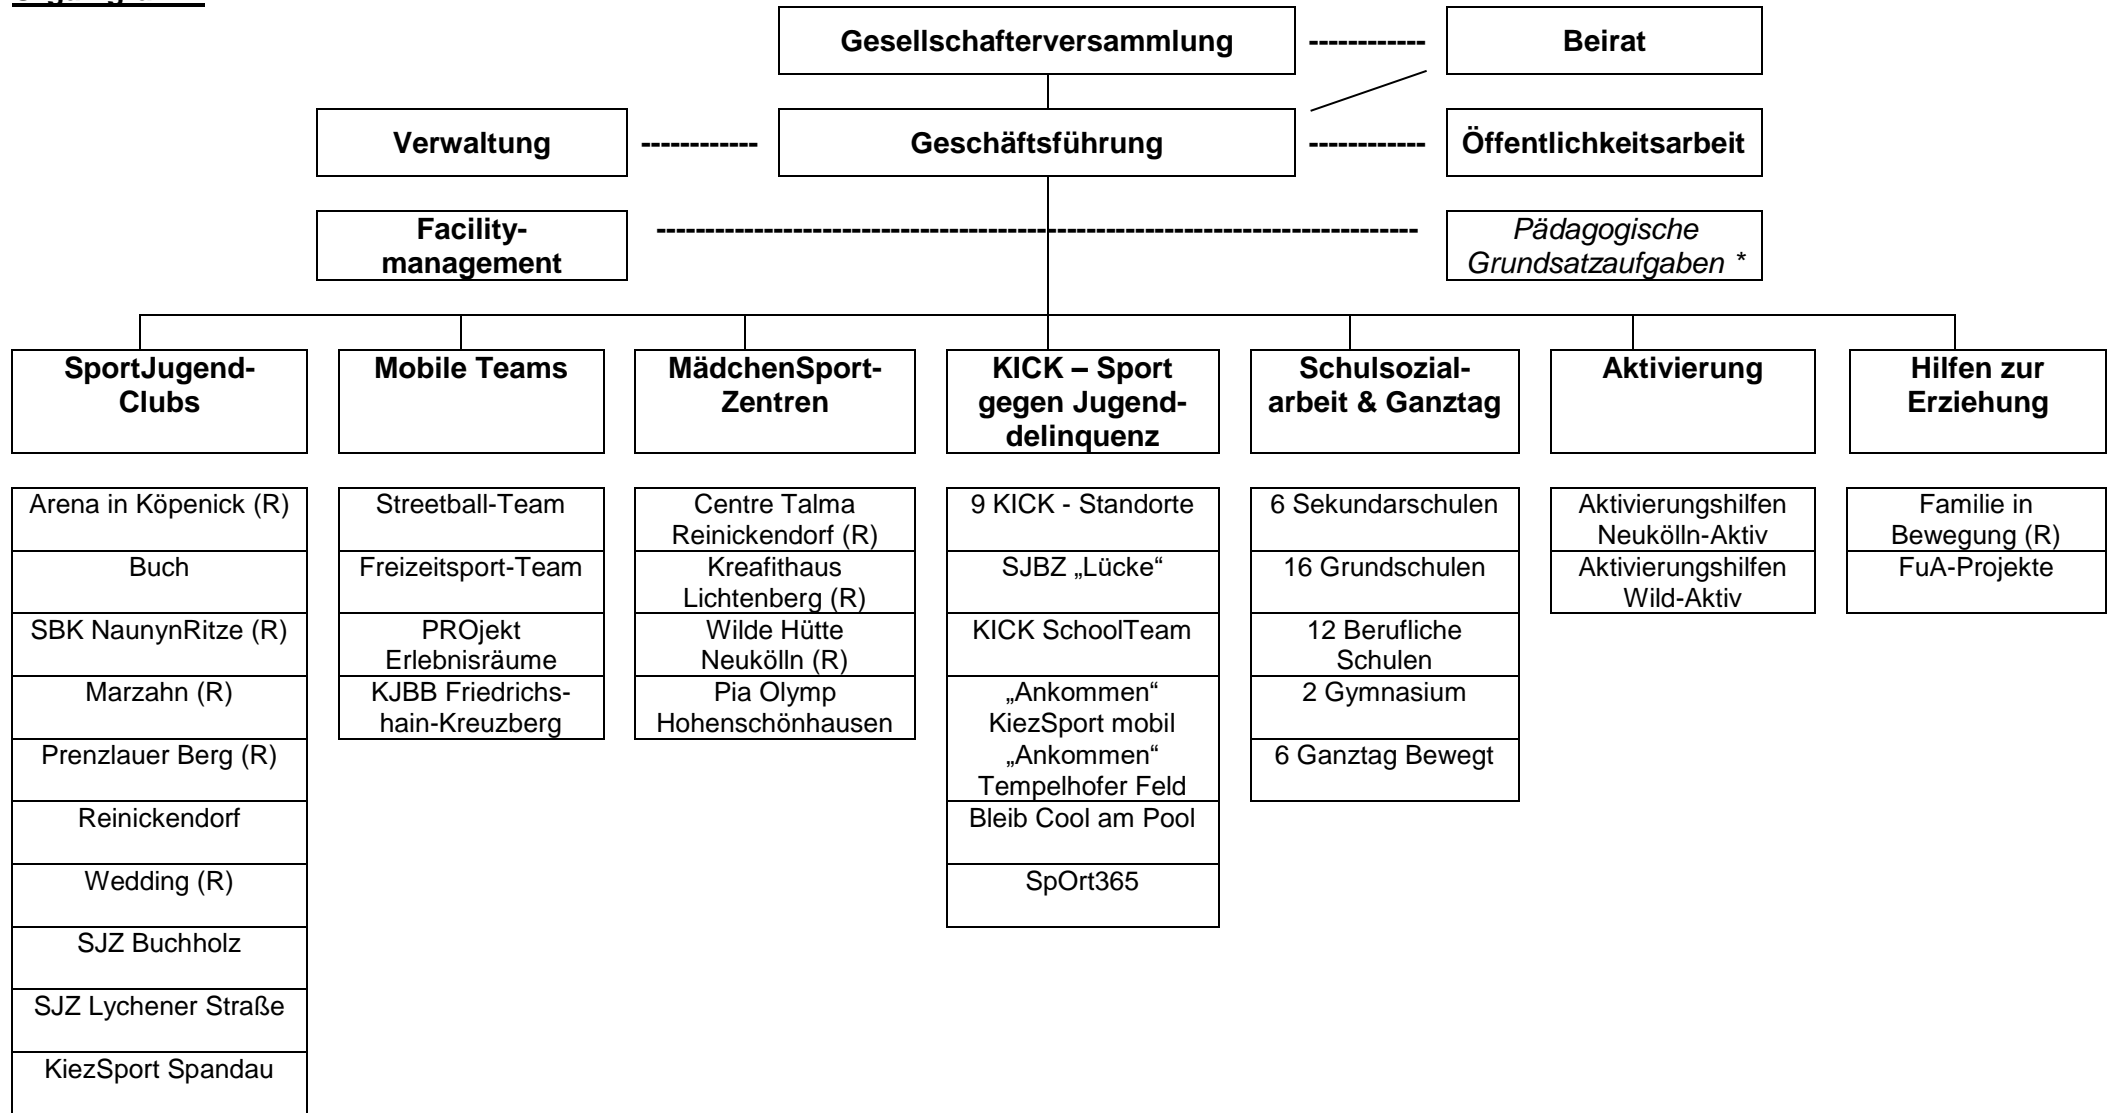 Gesellschafterversammlung
Beirat
Verwaltung
Geschäftsführung
Öffentlichkeitsarbeit
Facility-
management
Pädagogische
Grundsatzaufgaben *
SportJugend-
Clubs
Mobile Teams
MädchenSport-
Zentren
KICK – Sport
gegen Jugend-
delinquenz
Schulsozial-
arbeit & Ganztag
Aktivierung
Hilfen zur
Erziehung
Arena in Köpenick (R)
Buch
SBK NaunynRitze (R)
Marzahn (R)
Prenzlauer Berg (R)
Reinickendorf
Wedding (R)
SJZ Buchholz
SJZ Lychener Straße
KiezSport Spandau
Streetball-Team
Freizeitsport-Team
PROjekt
Erlebnisräume
KJBB Friedrichs-
hain-Kreuzberg
Centre Talma
Reinickendorf (R)
Kreafithaus
Lichtenberg (R)
Wilde Hütte
Neukölln (R)
Pia Olymp
Hohenschönhausen
9 KICK - Standorte
SJBZ „Lücke“
KICK SchoolTeam
„Ankommen“
KiezSport mobil
„Ankommen“
Tempelhofer Feld
Bleib Cool am Pool
SpOrt365
6 Sekundarschulen
16 Grundschulen
12 Berufliche
Schulen
2 Gymnasium
6 Ganztag Bewegt
Aktivierungshilfen
Neukölln-Aktiv
Aktivierungshilfen
Wild-Aktiv
Familie in
Bewegung (R)
FuA-Projekte